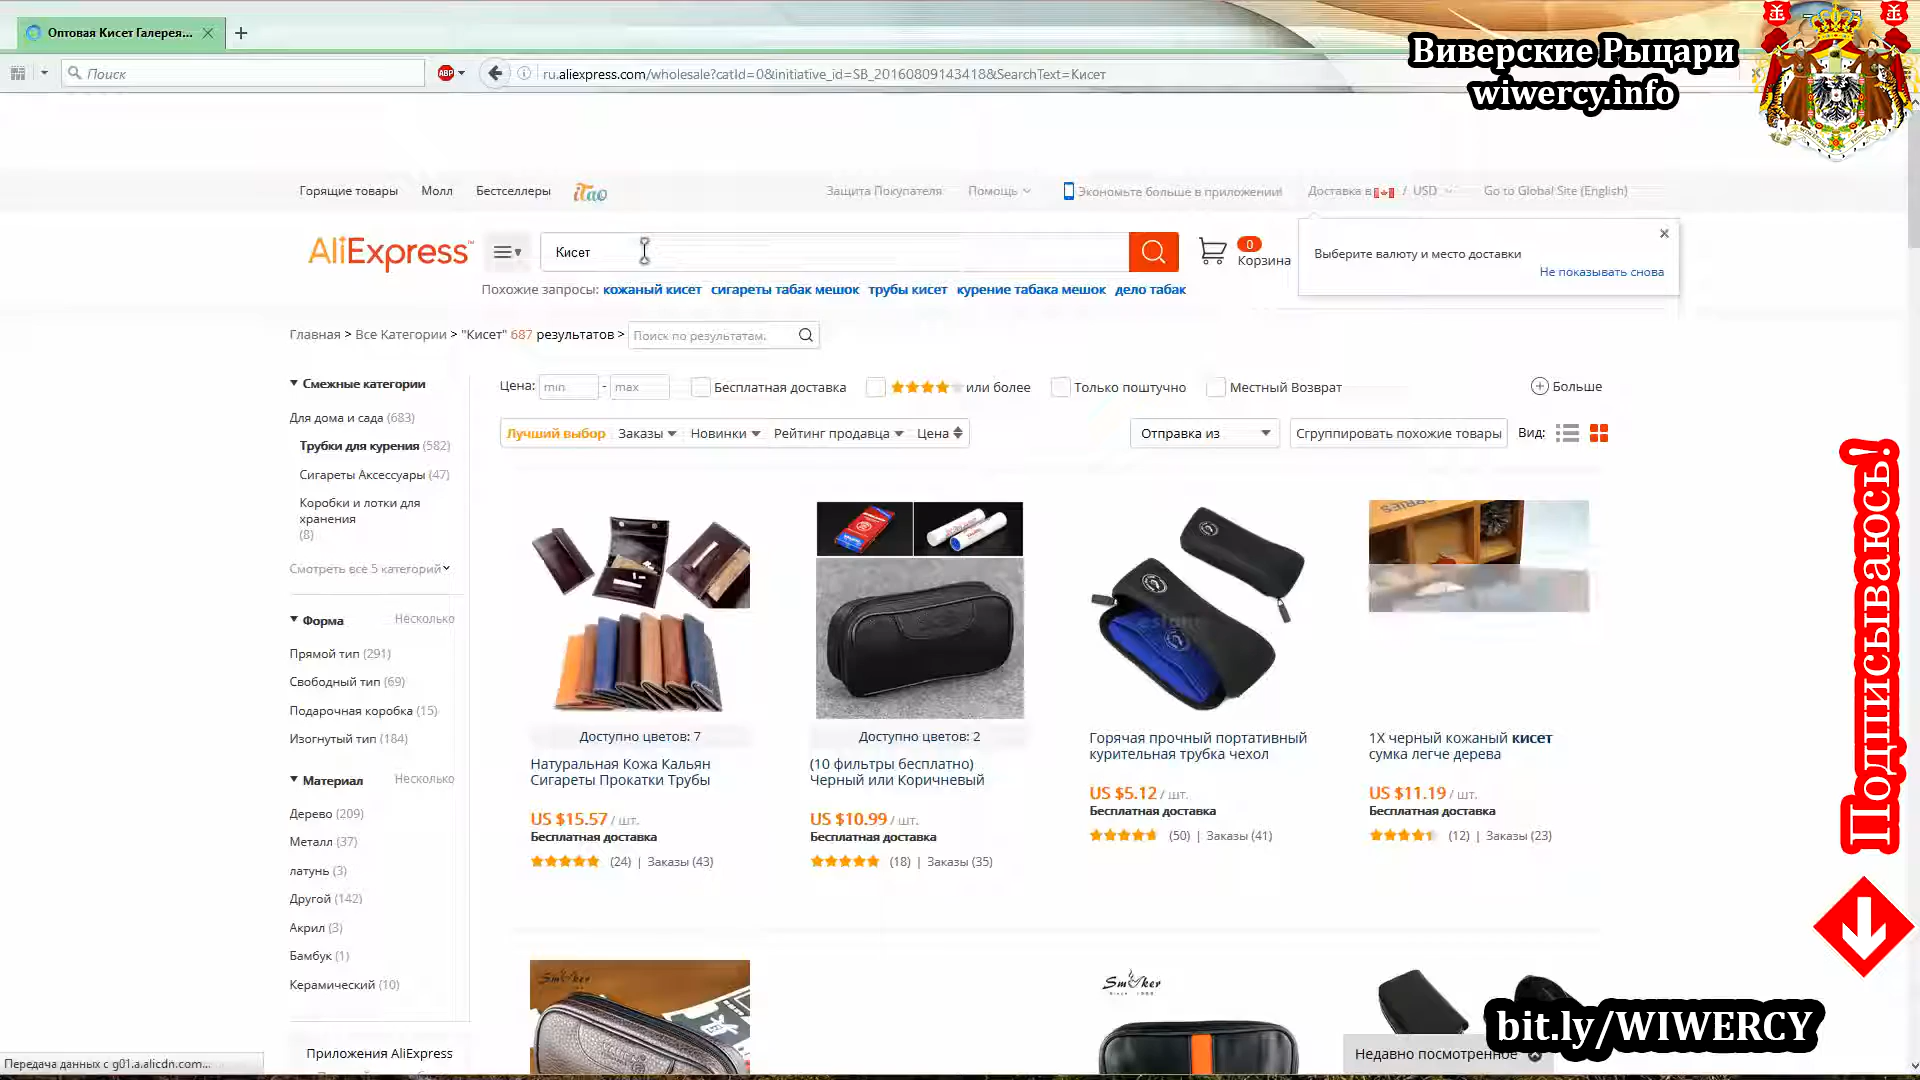 Оптовая Кисет Галерея...
Поиск
ABP
ru.aliexpress.com/wholesale?catId=0&initiative_id=SB_20160809143418&SearchText=Кисет
Виверские Рыцари
wiwercy.info
Горящие товары
Молл
Бестселлеры
iTao
Защита Покупателя
Помощь
Экономьте больше в приложении!
Доставка в
/ USD
Go to Global Site (English)
AliExpress™
Кисет
0
Корзина
Выберите валюту и место доставки
Не показывать снова
Похожие запросы: кожаный кисет сигареты табак мешок трубы кисет курение табака мешок дело табак
Главная > Все Категории > "Кисет" 687 результатов >
Поиск по результатам.
Смежные категории
Для дома и сада (683)
Трубки для курения (582)
Сигареты Аксессуары (47)
Коробки и лотки для
хранения
(8)
Смотреть все 5 категорий
Форма
Несколько
Прямой тип (291)
Свободный тип (69)
Подарочная коробка (15)
Изогнутый тип (184)
Материал
Несколько
Дерево (209)
Металл (37)
латунь (3)
Другой (142)
Акрил (3)
Бамбук (1)
Керамический (10)
Приложения AliExpress
Цена: min - max
Бесплатная доставка
или более
Только поштучно
Местный Возврат
Больше
Лучший выбор
Заказы
Новинки
Рейтинг продавца
Цена
Отправка из
Сгруппировать похожие товары
Вид:
Доступно цветов: 7
Натуральная Кожа Кальян
Сигареты Прокатки Трубы
US $15.57 / шт.
Бесплатная доставка
(24) | Заказы (43)
Доступно цветов: 2
(10 фильтры бесплатно)
Черный или Коричневый
US $10.99 / шт.
Бесплатная доставка
(18) | Заказы (35)
Горячая прочный портативный
курительная трубка чехол
US $5.12 / шт.
Бесплатная доставка
(50) | Заказы (41)
1X черный кожаный кисет
сумка легче дерева
US $11.19 / шт.
Бесплатная доставка
(12) | Заказы (23)
Smoker
Smoker
SINCE
Недавно посмотренное
Подписываюсь!
bit.ly/WIWERCY
Передача данных с g01.a.alicdn.com...